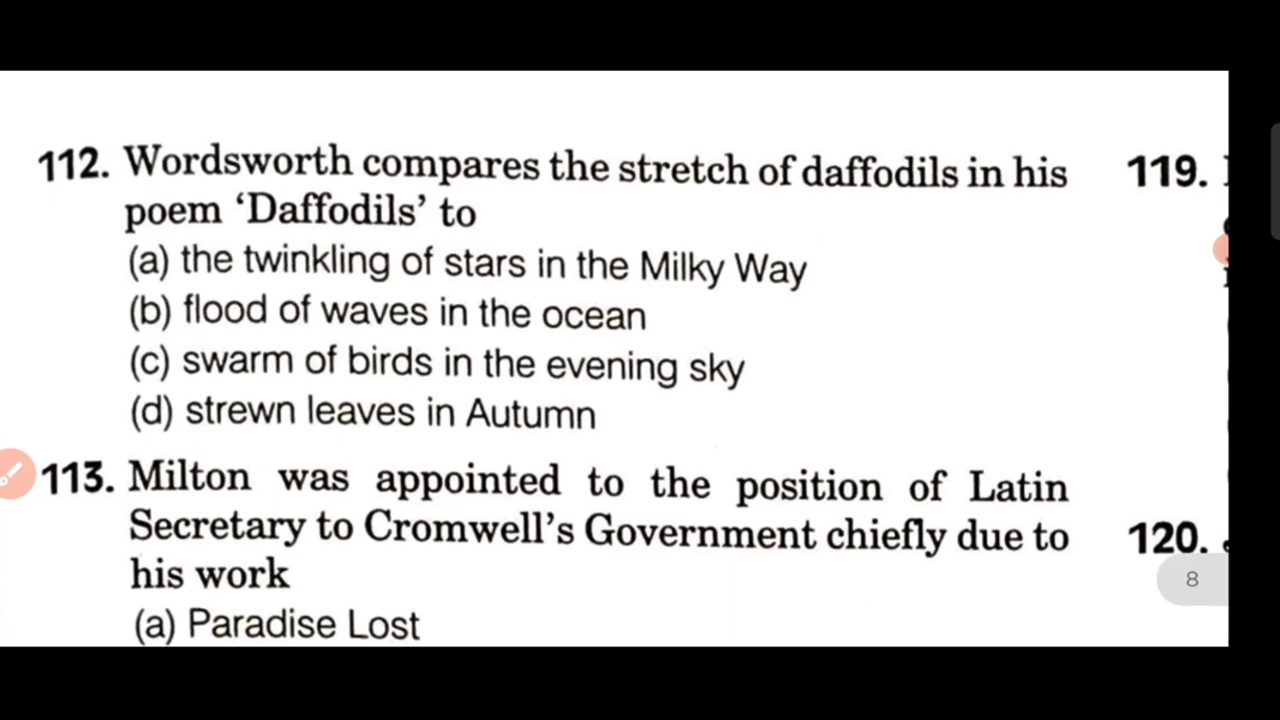 112. Wordsworth compares the stretch of daffodils in his
poem ‘Daffodils’ to
(a) the twinkling of stars in the Milky Way
(b) flood of waves in the ocean
(c) swarm of birds in the evening sky
(d) strewn leaves in Autumn
113. Milton was appointed to the position of Latin
Secretary to Cromwell’s Government chiefly due to
his work
(a) Paradise Lost
119.
120.
8